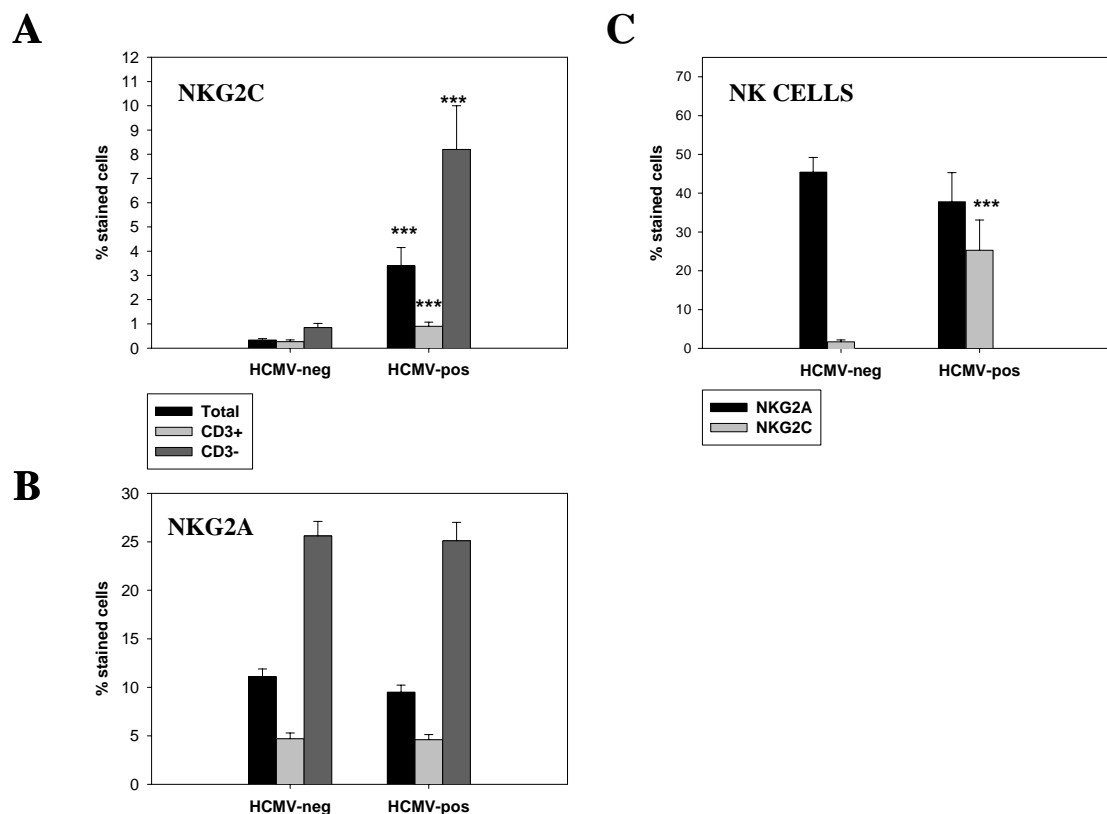 A
NKG2C
% stained cells
12
11
10
9
8
7
6
5
4
3
2
1
0
***
***
***
HCMV-neg HCMV-pos
Total
CD3+
CD3-
B
NKG2A
% stained cells
30
25
20
15
10
5
0
HCMV-neg HCMV-pos
C
NK CELLS
% stained cells
70
60
50
40
30
20
10
0
***
HCMV-neg HCMV-pos
NKG2A
NKG2C